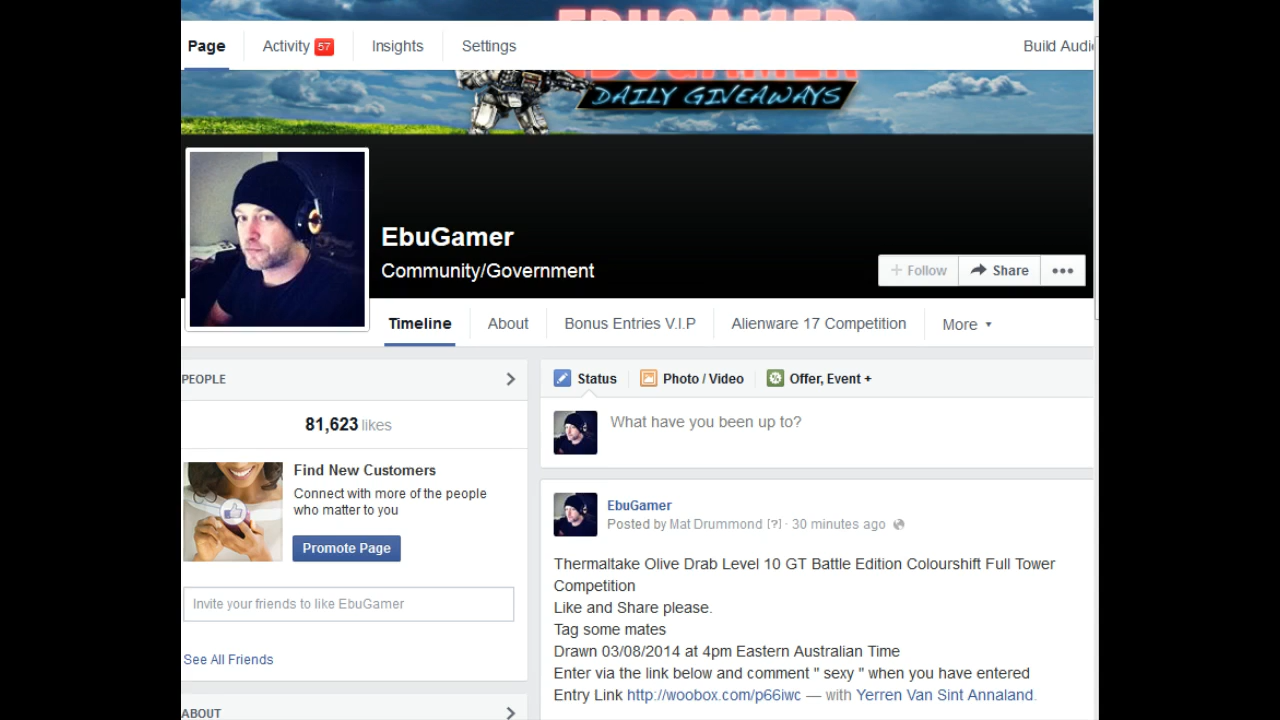 EBUGAMER
Page
Activity 57
Insights
Settings
Build Audi
EBUGAMER
DAILY GIVEAWAYS
EbuGamer
Community/Government
+ Follow
Share
•••
Timeline
About
Bonus Entries V.I.P
Alienware 17 Competition
More
PEOPLE
81,623 likes
Find New Customers
Connect with more of the people
who matter to you
Promote Page
Invite your friends to like EbuGamer
See All Friends
ABOUT
Status
Photo / Video
Offer, Event +
What have you been up to?
EbuGamer
Posted by Mat Drummond [?] · 30 minutes ago
Thermaltake Olive Drab Level 10 GT Battle Edition Colourshift Full Tower
Competition
Like and Share please.
Tag some mates
Drawn 03/08/2014 at 4pm Eastern Australian Time
Enter via the link below and comment " sexy " when you have entered
Entry Link http://woobox.com/p66iwc — with Yerren Van Sint Annaland.